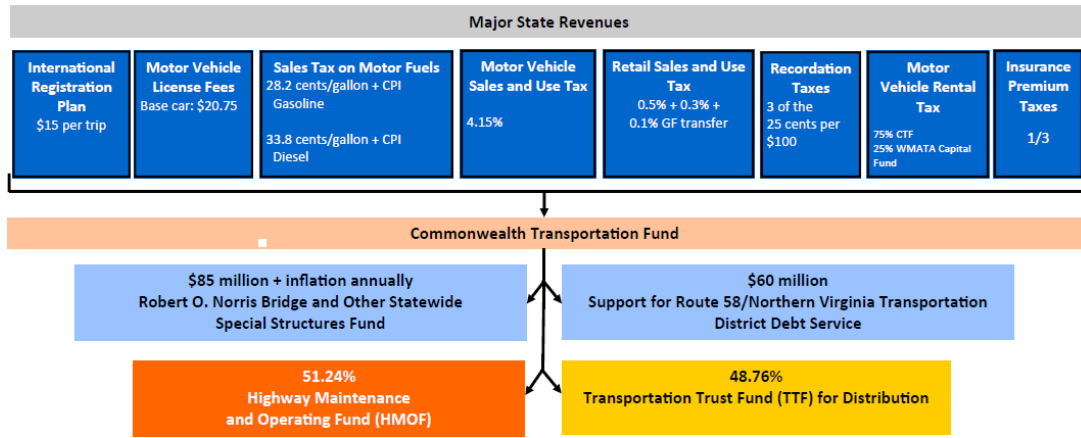 Major State Revenues
International
Registration
Plan
$15 per trip
Motor Vehicle
License Fees
Base car: $20.75
Sales Tax on Motor Fuels
28.2 cents/gallon + CPI
Gasoline
33.8 cents/gallon + CPI
Diesel
Motor Vehicle
Sales and Use Tax
4.15%
Retail Sales and Use
Tax
0.5% + 0.3% +
0.1% GF transfer
Recordation
Taxes
3 of the
25 cents per
$100
Motor
Vehicle Rental
Tax
75% CTF
25% WMATA Capital
Fund
Insurance
Premium
Taxes
1/3
Commonwealth Transportation Fund
$85 million + inflation annually
Robert O. Norris Bridge and Other Statewide
Special Structures Fund
$60 million
Support for Route 58/Northern Virginia Transportation
District Debt Service
51.24%
Highway Maintenance
and Operating Fund (HMOF)
48.76%
Transportation Trust Fund (TTF) for Distribution